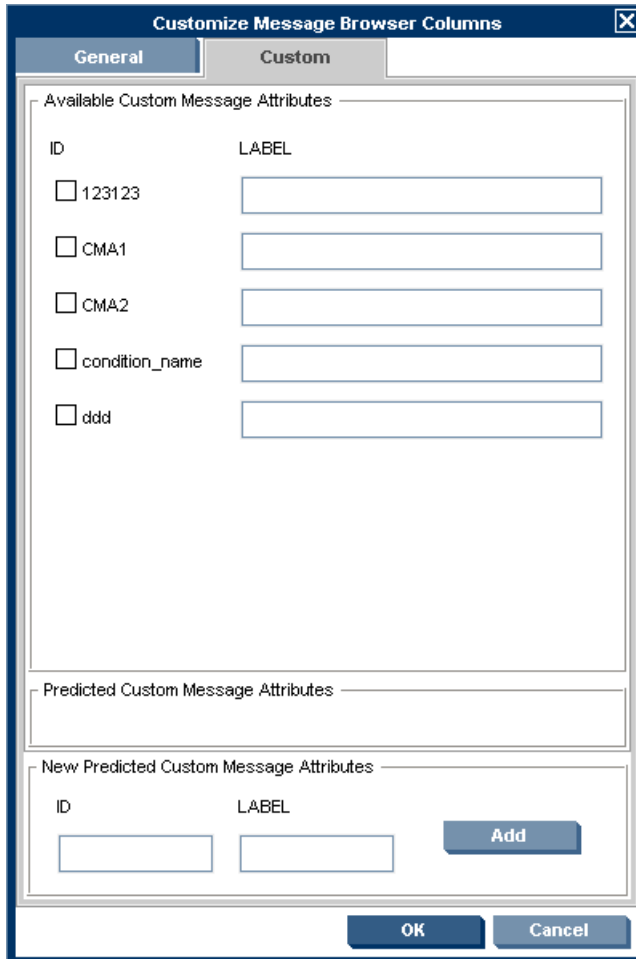 Customize Message Browser Columns
General Custom
Available Custom Message Attributes
ID LABEL
123123
CMA1
CMA2
condition_name
ddd
Predicted Custom Message Attributes
New Predicted Custom Message Attributes
ID LABEL
Add
OK Cancel